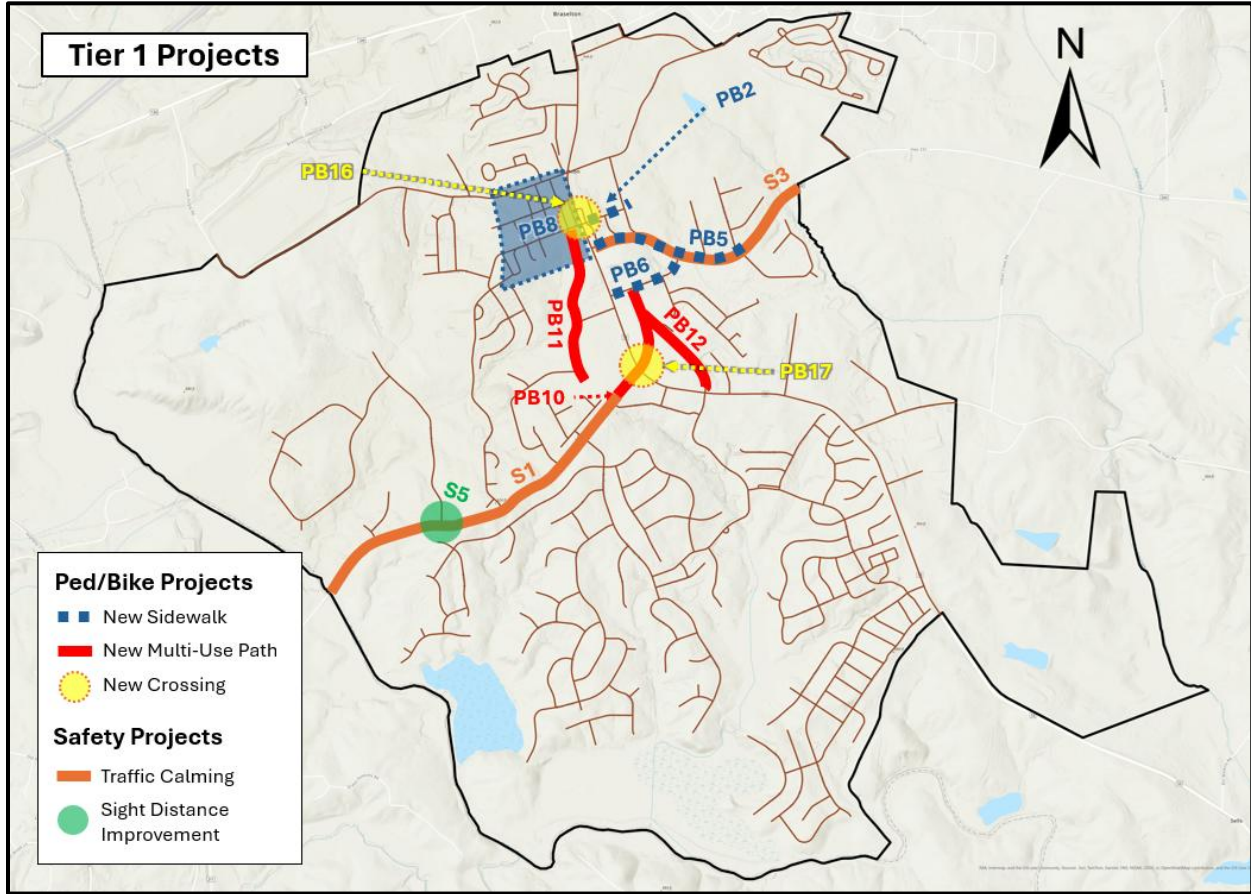 Braselton
Tier 1 Projects
N
PB2
PB16
S3
PB8
PB5
PB6
PB11
PB12
PB17
PB10
S1
S5
Ped/Bike Projects
New Sidewalk
New Multi-Use Path
New Crossing
Safety Projects
Traffic Calming
Sight Distance
Improvement